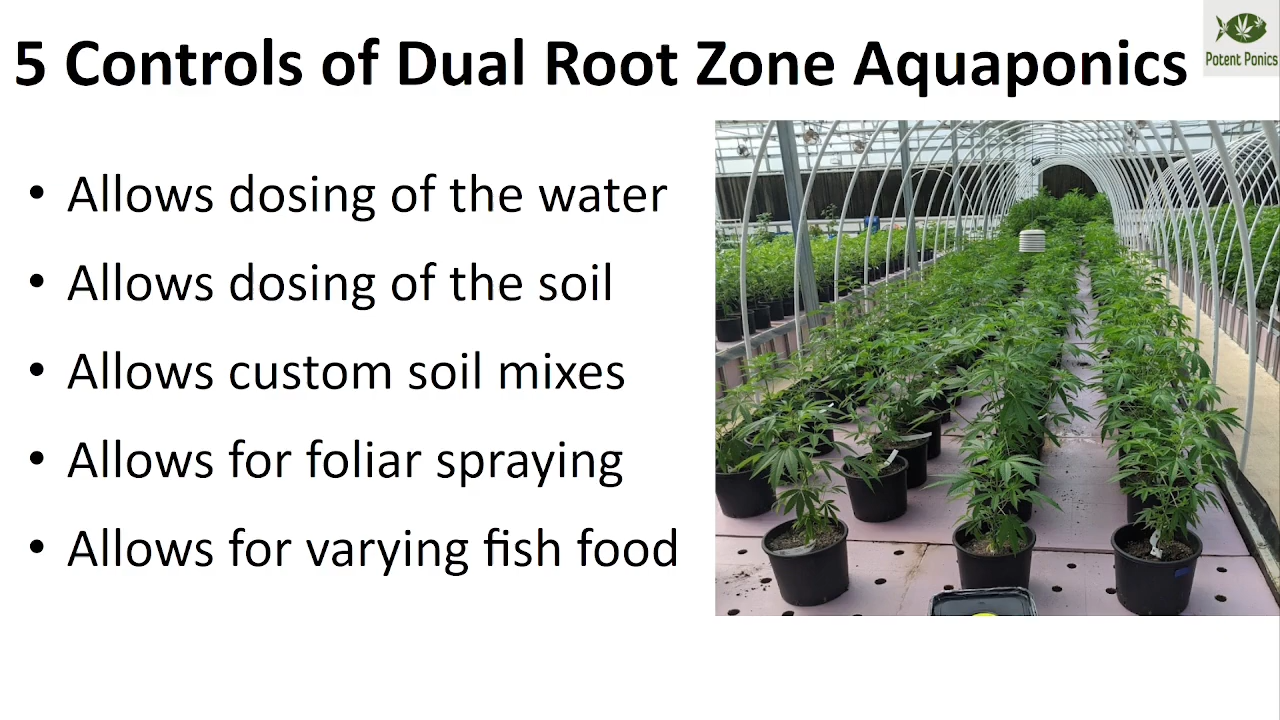 5 Controls of Dual Root Zone Aquaponics
Potent Ponics
• Allows dosing of the water
• Allows dosing of the soil
• Allows custom soil mixes
• Allows for foliar spraying
• Allows for varying fish food